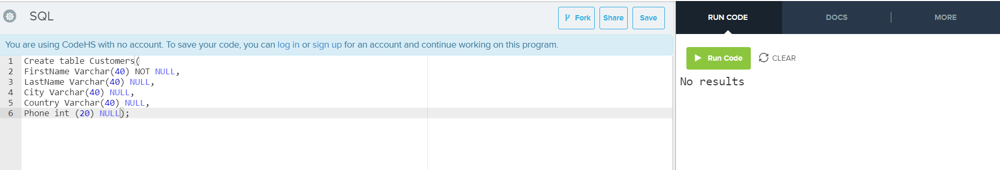 SQL
Fork
Share
Save
RUN CODE
DOCS
|
MORE
You are using CodeHS with no account. To save your code, you can log in or sign up for an account and continue working on this program.
1 Create table Customers(
2 FirstName Varchar(40) NOT NULL,
3 LastName Varchar(40) NULL,
4 City Varchar(40) NULL,
5 Country Varchar(40) NULL,
6 Phone int (20) NULL);
Run Code
CLEAR
No results